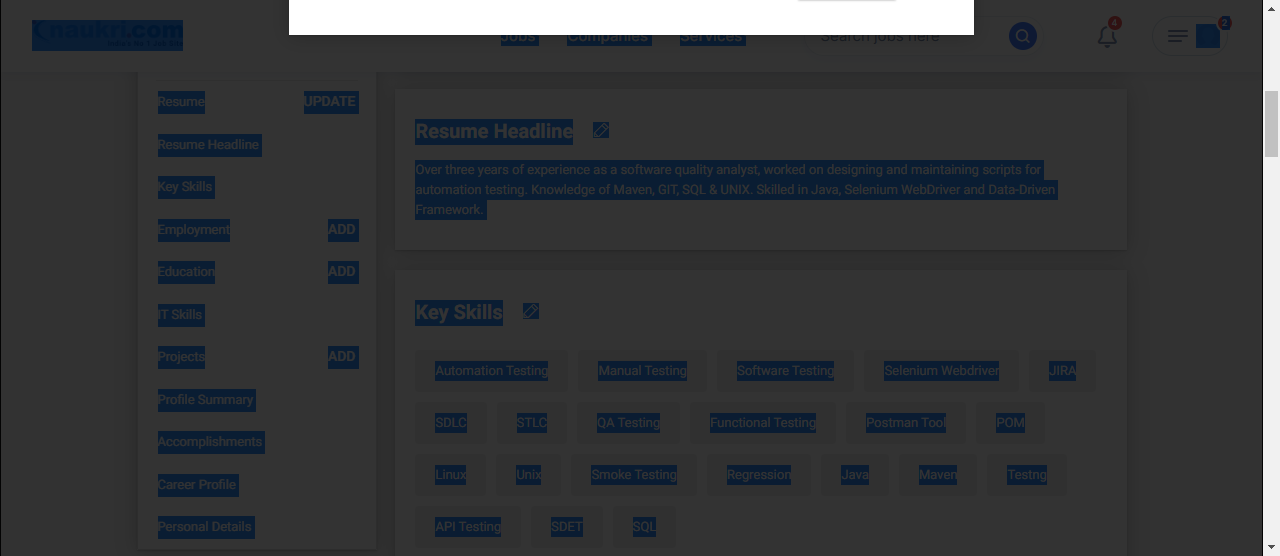 naukri.com
Jobs Companies Services Search jobs here 4 2
Resume UPDATE
Resume Headline
Key Skills
Employment ADD
Education ADD
IT Skills
Projects ADD
Profile Summary
Accomplishments
Career Profile
Personal Details
Resume Headline
Over three years of experience as a software quality analyst, worked on designing and maintaining scripts for
automation testing. Knowledge of Maven, GIT, SQL & UNIX. Skilled in Java, Selenium WebDriver and Data-Driven
Framework.
Key Skills
Automation Testing Manual Testing Software Testing Selenium Webdriver JIRA
SDLC STLC QA Testing Functional Testing Postman Tool POM
Linux Unix Smoke Testing Regression Java Maven Testng
API Testing SDET SQL